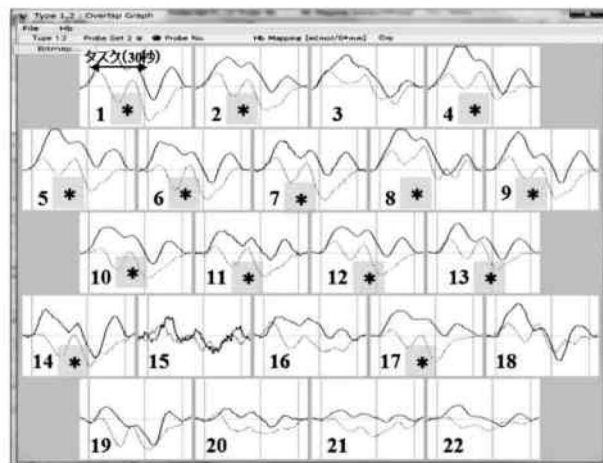 Type 1,2 : Overlap Graph
File Hb
Type 1,2 Probe Set 2 Probe No. Hb Mapping [m(mol/l)*mm]
タスク(30秒)
1 * 2 * 3 4 *
5 * 6 * 7 * 8 * 9 *
10 * 11 * 12 * 13 *
14 * 15 16 17 * 18
19 20 21 22